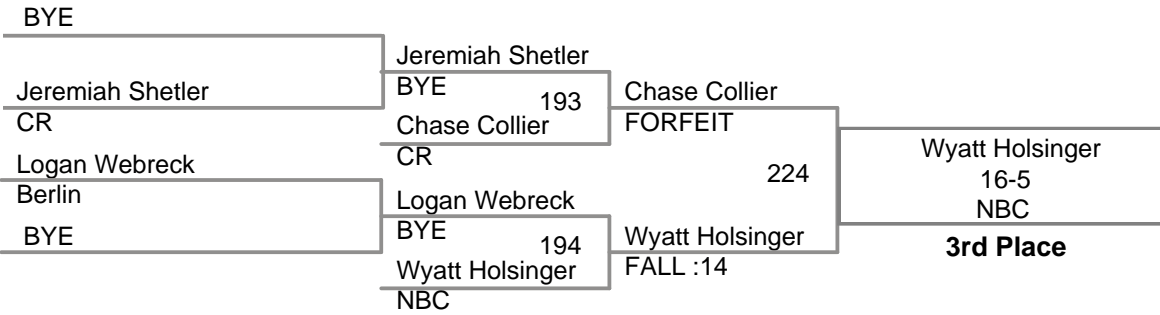 BYE
Jeremiah Shetler
Jeremiah Shetler
BYE
193
Chase Collier
CR
Chase Collier
FORFEIT
CR
Logan Webreck
Wyatt Holsinger
224
16-5
Berlin
Logan Webreck
NBC
BYE
BYE
194
Wyatt Holsinger
3rd Place
Wyatt Holsinger
FALL :14
NBC